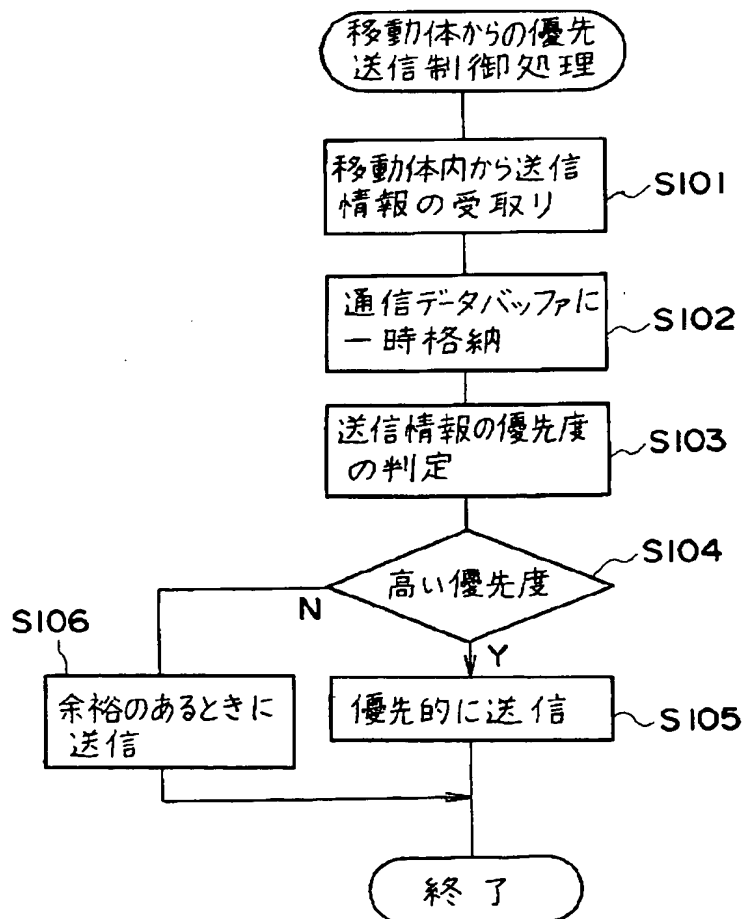 移動体からの優先
送信制御処理
移動体内から送信
情報の受取り
S101
通信データバッファに
一時格納
S102
送信情報の優先度
の判定
S103
高い優先度
S104
N
Y
S106
余裕のあるときに
送信
優先的に送信
S105
終了